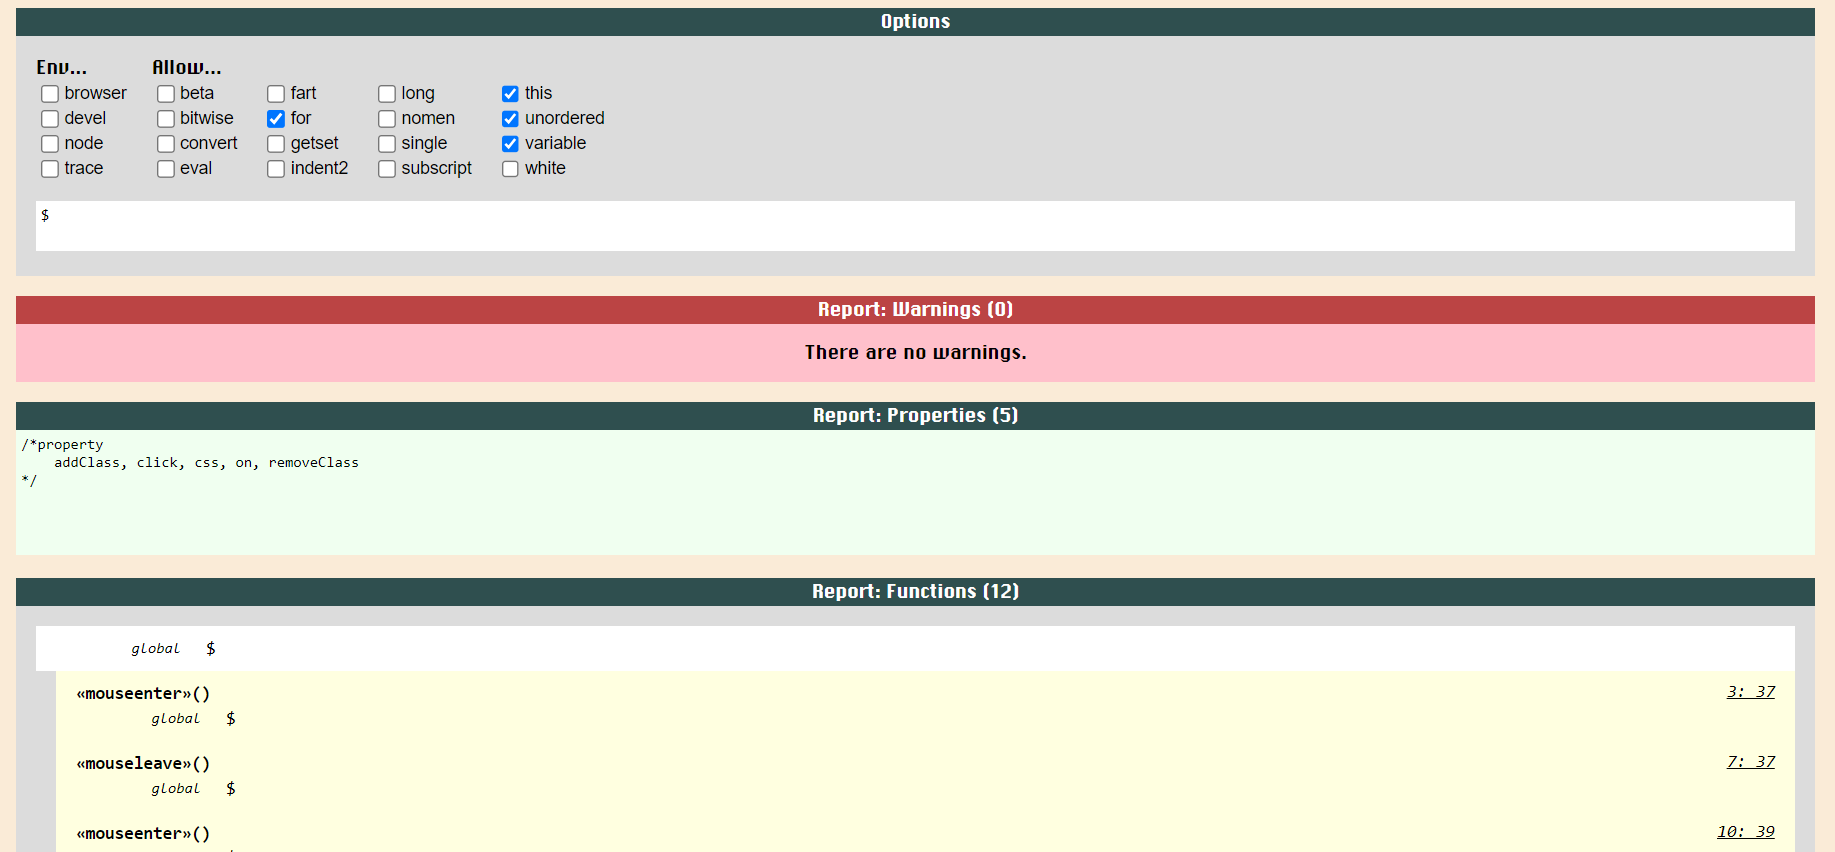 Options
Env... Allow...
browser beta fart long this
devel bitwise for nomen unordered
node convert getset single variable
trace eval indent2 subscript white
$
Report: Warnings (0)
There are no warnings.
Report: Properties (5)
/*property
    addClass, click, css, on, removeClass
*/
Report: Functions (12)
global $
«mouseenter»() 3: 37
global $
«mouseleave»() 7: 37
global $
«mouseenter»() 10: 39